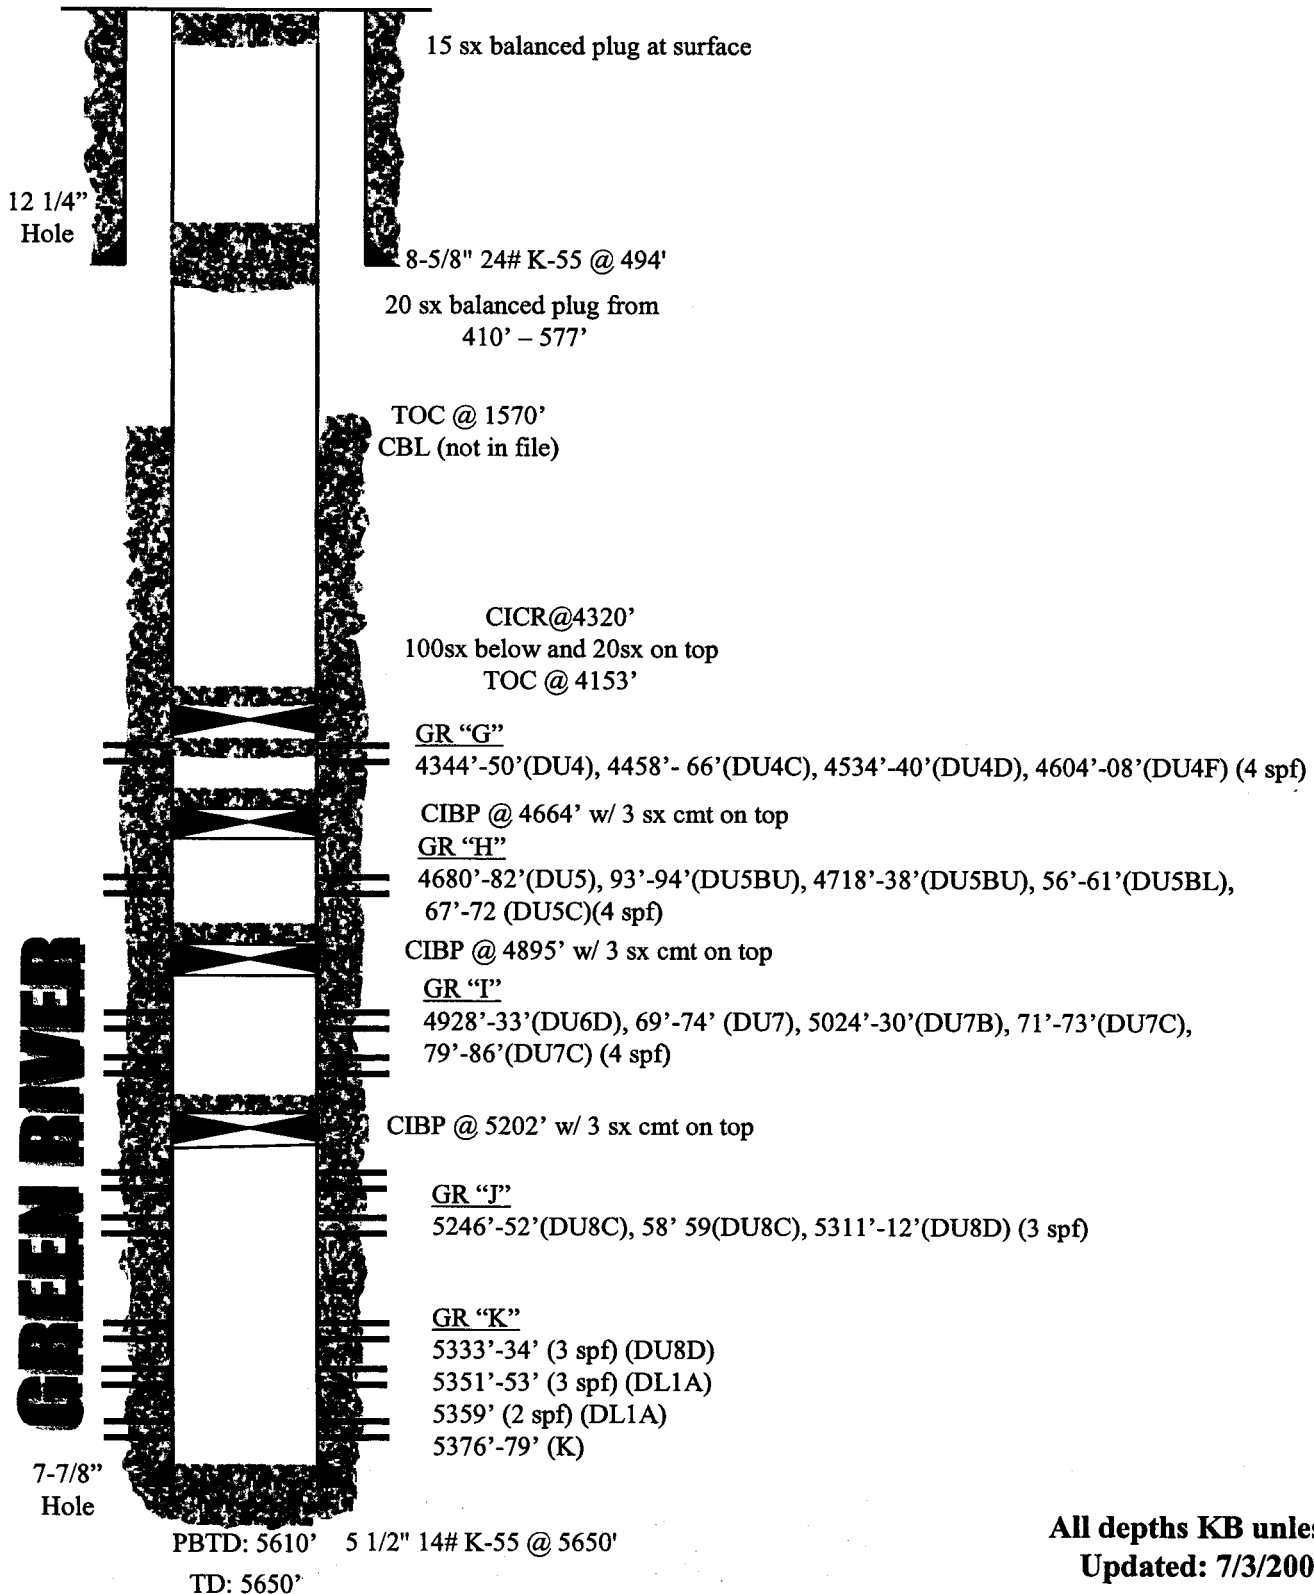 15 sx balanced plug at surface
12 1/4”
Hole
8-5/8" 24# K-55 @ 494'
20 sx balanced plug from
410’ – 577’
TOC @ 1570’
CBL (not in file)
CICR@4320’
100sx below and 20sx on top
TOC @ 4153’
GR “G”
4344’-50’(DU4), 4458’- 66’(DU4C), 4534’-40’(DU4D), 4604’-08’(DU4F) (4 spf)
CIBP @ 4664’ w/ 3 sx cmt on top
GR “H”
4680’-82’(DU5), 93’-94’(DU5BU), 4718’-38’(DU5BU), 56’-61’(DU5BL),
67’-72 (DU5C)(4 spf)
CIBP @ 4895’ w/ 3 sx cmt on top
GR “I”
4928’-33’(DU6D), 69’-74’ (DU7), 5024’-30’(DU7B), 71’-73’(DU7C),
79’-86’(DU7C) (4 spf)
CIBP @ 5202’ w/ 3 sx cmt on top
GREEN RIVER
GR “J”
5246’-52’(DU8C), 58’ 59(DU8C), 5311’-12’(DU8D) (3 spf)
GR “K”
5333’-34’ (3 spf) (DU8D)
5351’-53’ (3 spf) (DL1A)
5359’ (2 spf) (DL1A)
5376’-79’ (K)
7-7/8”
Hole
PBTD: 5610’ 5 1/2" 14# K-55 @ 5650'
TD: 5650’
All depths KB unles
Updated: 7/3/200